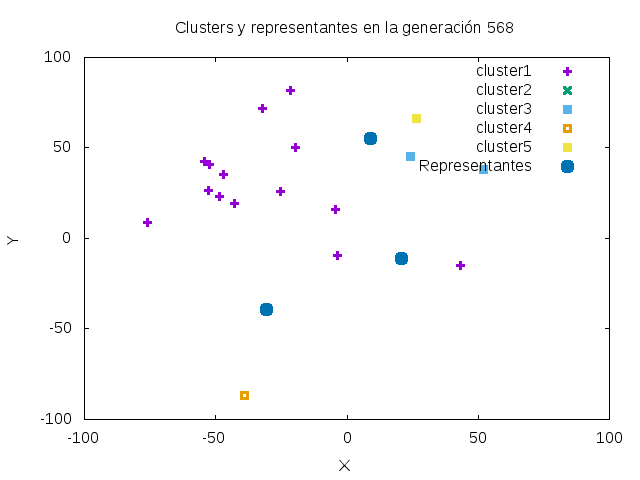 Clusters y representantes en la generación 568
cluster1
cluster2
cluster3
cluster4
cluster5
Representantes
100
50
0
-50
-100
Y
-100
-50
0
50
100
X